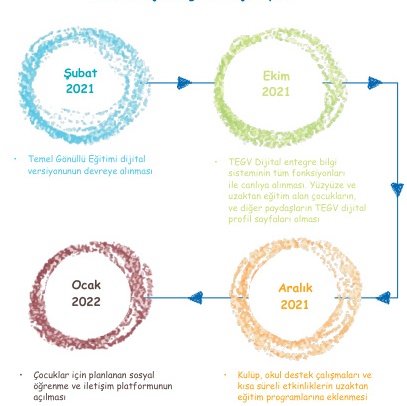 Şubat
2021
Ekim
2021
• Temel Gönüllü Eğitimi dijital
versiyonunun devreye alınması
• TEGV Dijital entegre bilgi
sisteminin tüm fonksiyonları
ile canlıya alınması. Yüzyüze ve
uzaktan eğitim alan çocukların,
ve diğer paydaşların TEGV dijital
profil sayfaları olması
Ocak
2022
Aralık
2021
• Çocuklar için planlanan sosyal
öğrenme ve iletişim platformunun
açılması
• Kulüp, okul destek çalışmaları ve
kısa süreli etkinliklerin uzaktan
eğitim programlarına eklenmesi